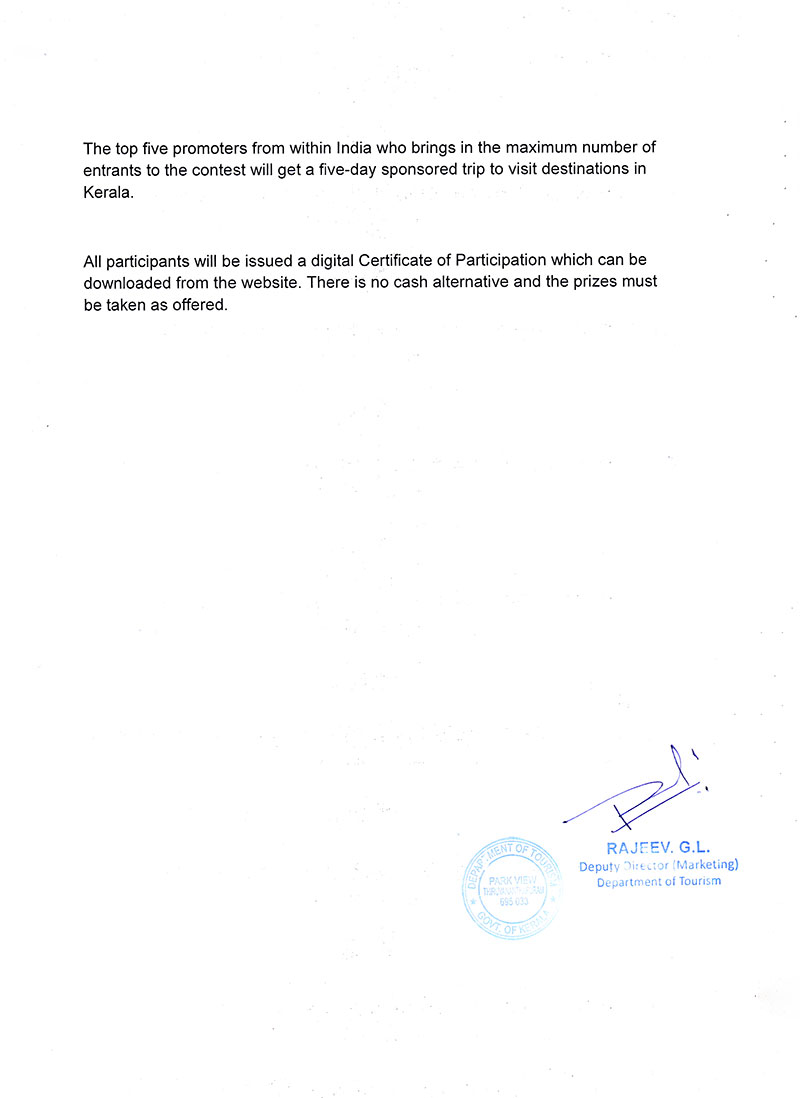 The top five promoters from within India who brings in the maximum number of
entrants to the contest will get a five-day sponsored trip to visit destinations in
Kerala.
All participants will be issued a digital Certificate of Participation which can be
downloaded from the website. There is no cash alternative and the prizes must
be taken as offered.
RAJEEV. G.L.
Deputy Director (Marketing)
Department of Tourism
DEPARTMENT OF TOURISM
PARK VIEW
THIRUVANANTHAPURAM
695 033
GOVT. OF KERALA